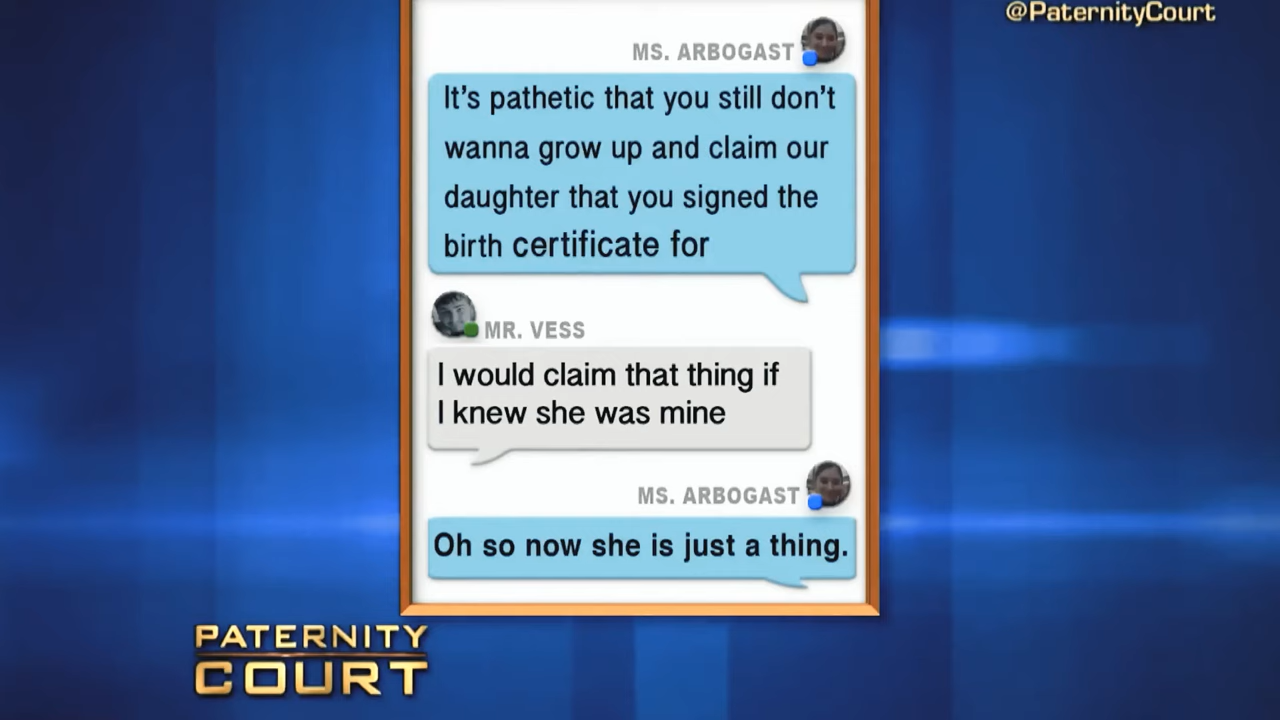 @PaternityCourt
MS. ARBOGAST
It's pathetic that you still don't
wanna grow up and claim our
daughter that you signed the
birth certificate for
MR. VESS
I would claim that thing if
I knew she was mine
MS. ARBOGAST
Oh so now she is just a thing.
PATERNITY
COURT